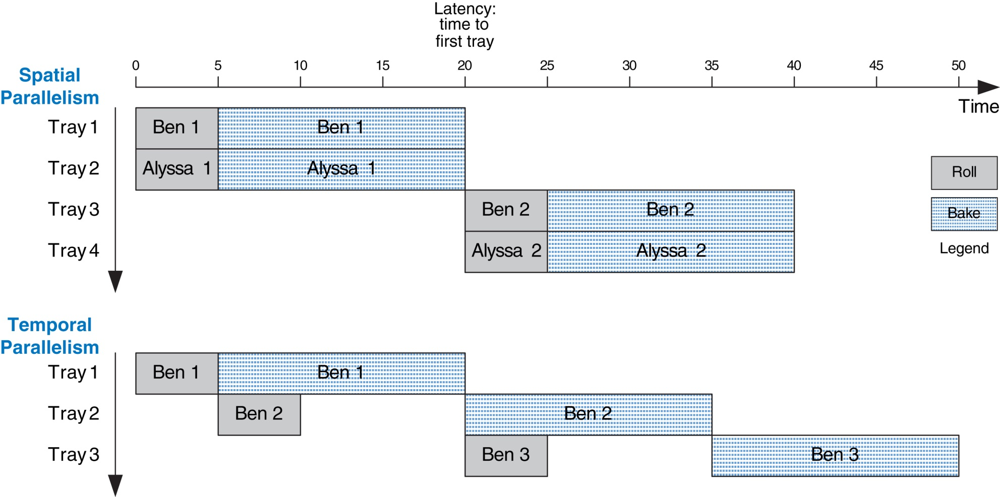 Latency:
time to
first tray
0 5 10 15 20 25 30 35 40 45 50
Time
Spatial
Parallelism
Tray 1 Ben 1 Ben 1
Tray 2 Alyssa 1 Alyssa 1
Tray 3 Ben 2 Ben 2
Tray 4 Alyssa 2 Alyssa 2
Roll
Bake
Legend
Temporal
Parallelism
Tray 1 Ben 1 Ben 1
Tray 2 Ben 2 Ben 2
Tray 3 Ben 3 Ben 3